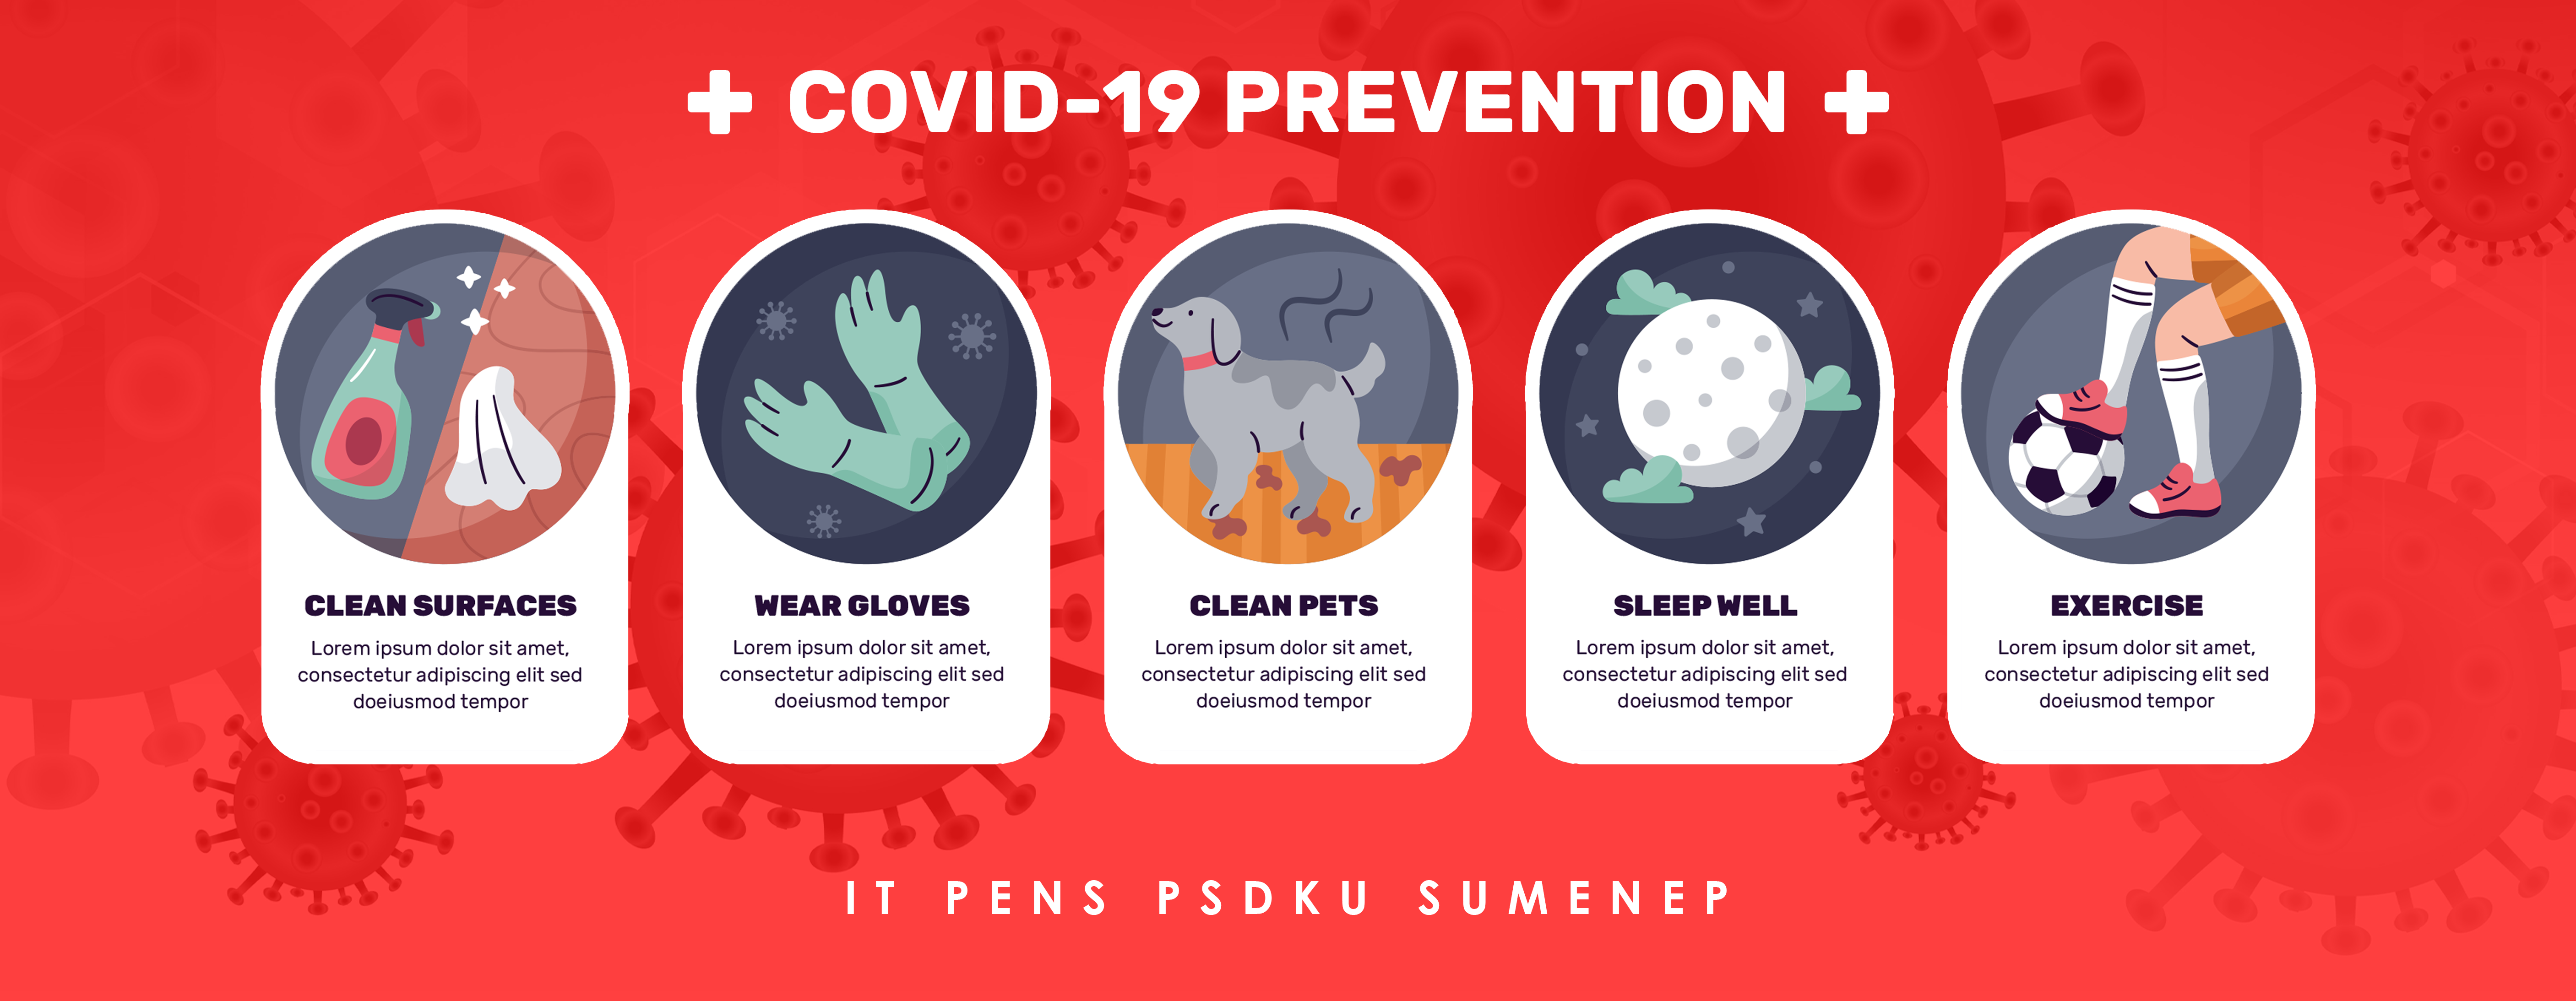 COVID-19 PREVENTION
CLEAN SURFACES
Lorem ipsum dolor sit amet,
consectetur adipiscing elit sed
doeiusmod tempor
WEAR GLOVES
Lorem ipsum dolor sit amet,
consectetur adipiscing elit sed
doeiusmod tempor
CLEAN PETS
Lorem ipsum dolor sit amet,
consectetur adipiscing elit sed
doeiusmod tempor
SLEEP WELL
Lorem ipsum dolor sit amet,
consectetur adipiscing elit sed
doeiusmod tempor
EXERCISE
Lorem ipsum dolor sit amet,
consectetur adipiscing elit sed
doeiusmod tempor
IT PENS PSDKU SUMENEP